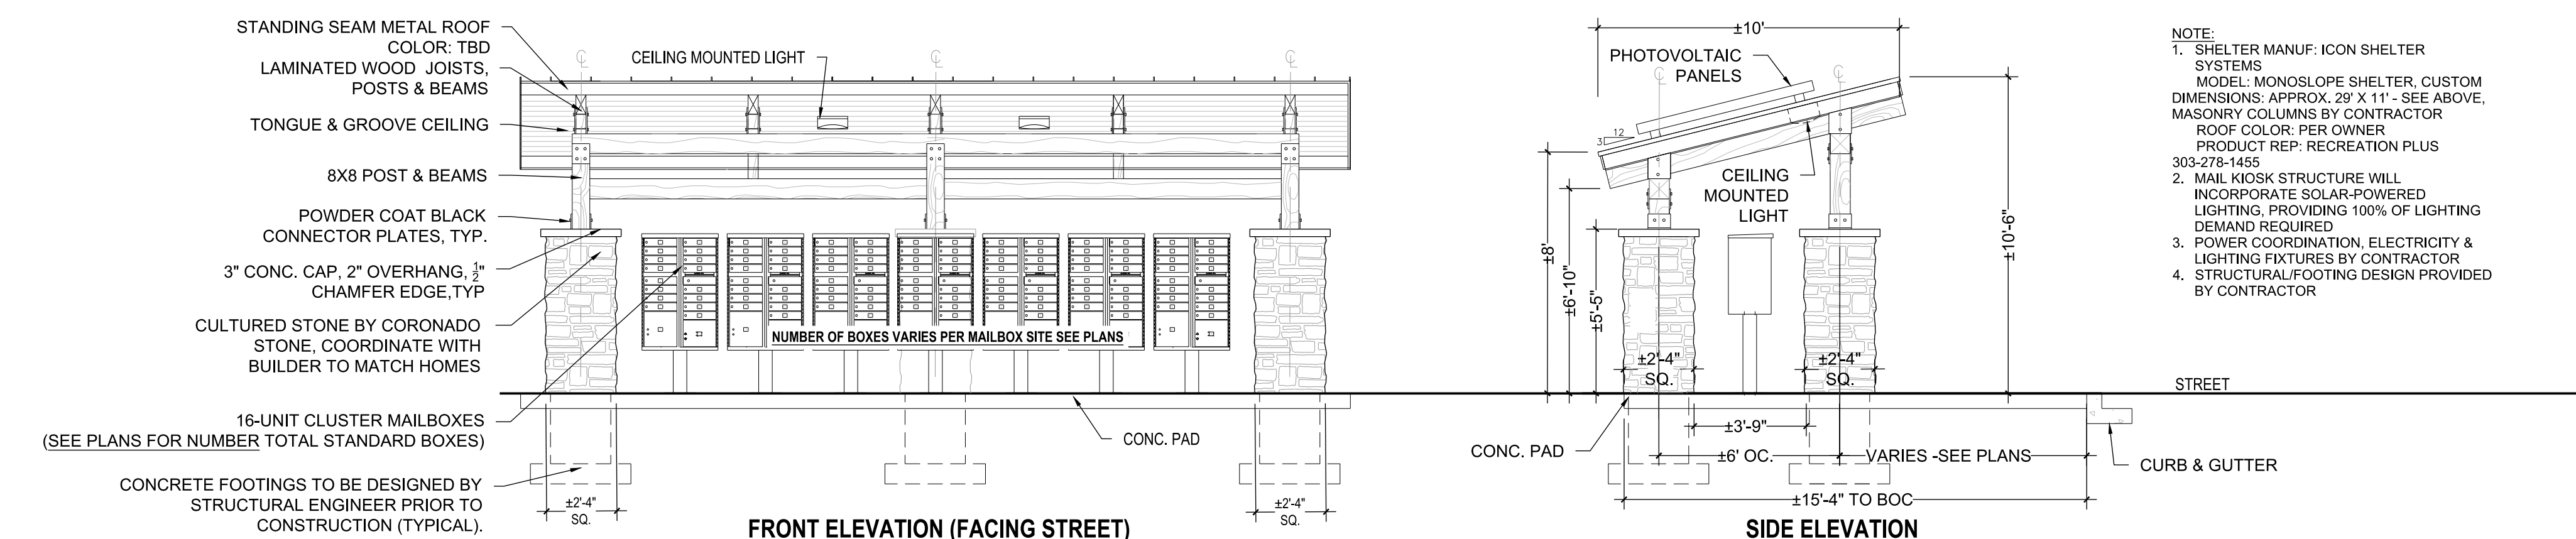 STANDING SEAM METAL ROOF
COLOR: TBD
LAMINATED WOOD JOISTS,
POSTS & BEAMS
TONGUE & GROOVE CEILING
8X8 POST & BEAMS
POWDER COAT BLACK
CONNECTOR PLATES, TYP.
3" CONC. CAP, 2" OVERHANG, 1/2"
CHAMFER EDGE,TYP
CULTURED STONE BY CORONADO
STONE, COORDINATE WITH
BUILDER TO MATCH HOMES
16-UNIT CLUSTER MAILBOXES
(SEE PLANS FOR NUMBER TOTAL STANDARD BOXES)
CONCRETE FOOTINGS TO BE DESIGNED BY
STRUCTURAL ENGINEER PRIOR TO
CONSTRUCTION (TYPICAL).
℄
℄
℄
CEILING MOUNTED LIGHT
NUMBER OF BOXES VARIES PER MAILBOX SITE SEE PLANS
CONC. PAD
±2'-4"
SQ.
±2'-4"
SQ.
FRONT ELEVATION (FACING STREET)
±10'
PHOTOVOLTAIC
PANELS
℄
℄
12
3
CEILING
MOUNTED
LIGHT
±8'
±6'-10"
±5'-5"
±10'-6"
±2'-4"
SQ.
±2'-4"
SQ.
±3'-9"
CONC. PAD
±6' OC.
VARIES -SEE PLANS
CURB & GUTTER
±15'-4" TO BOC
SIDE ELEVATION
NOTE:
1. SHELTER MANUF: ICON SHELTER
SYSTEMS
MODEL: MONOSLOPE SHELTER, CUSTOM
DIMENSIONS: APPROX. 29' X 11' - SEE ABOVE,
MASONRY COLUMNS BY CONTRACTOR
ROOF COLOR: PER OWNER
PRODUCT REP: RECREATION PLUS
303-278-1455
2. MAIL KIOSK STRUCTURE WILL
INCORPORATE SOLAR-POWERED
LIGHTING, PROVIDING 100% OF LIGHTING
DEMAND REQUIRED
3. POWER COORDINATION, ELECTRICITY &
LIGHTING FIXTURES BY CONTRACTOR
4. STRUCTURAL/FOOTING DESIGN PROVIDED
BY CONTRACTOR
STREET